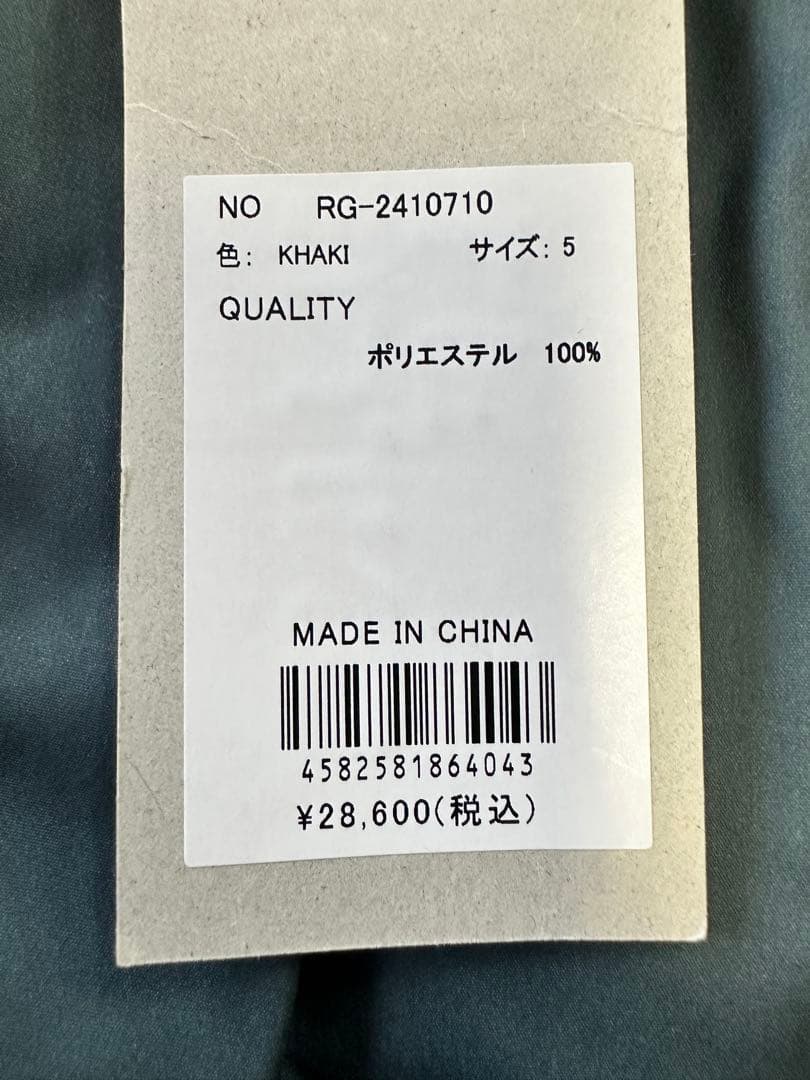 NO RG-2410710
色: KHAKI サイズ: 5
QUALITY
ポリエステル 100%
MADE IN CHINA
4582581864043
¥28,600(税込)